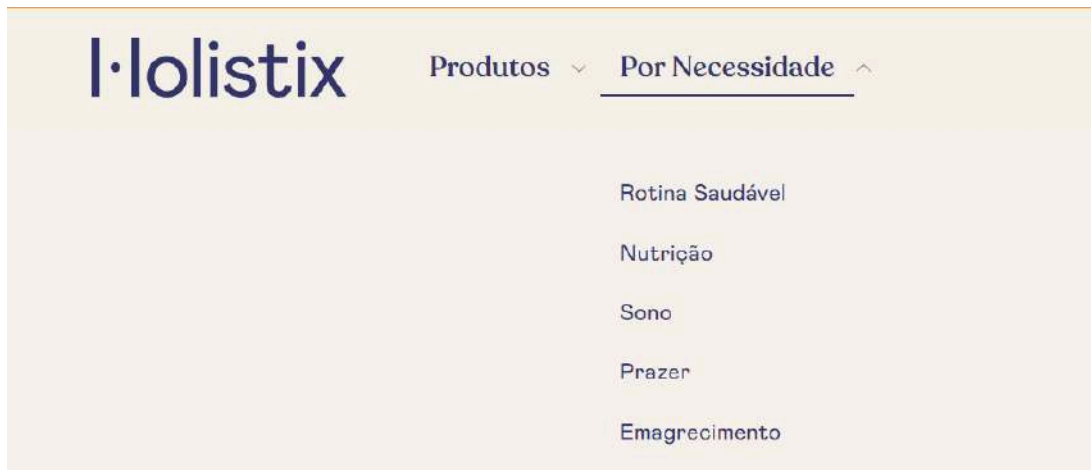 Holistix
Produtos Por Necessidade
Rotina Saudável
Nutrição
Sono
Prazer
Emagrecimento